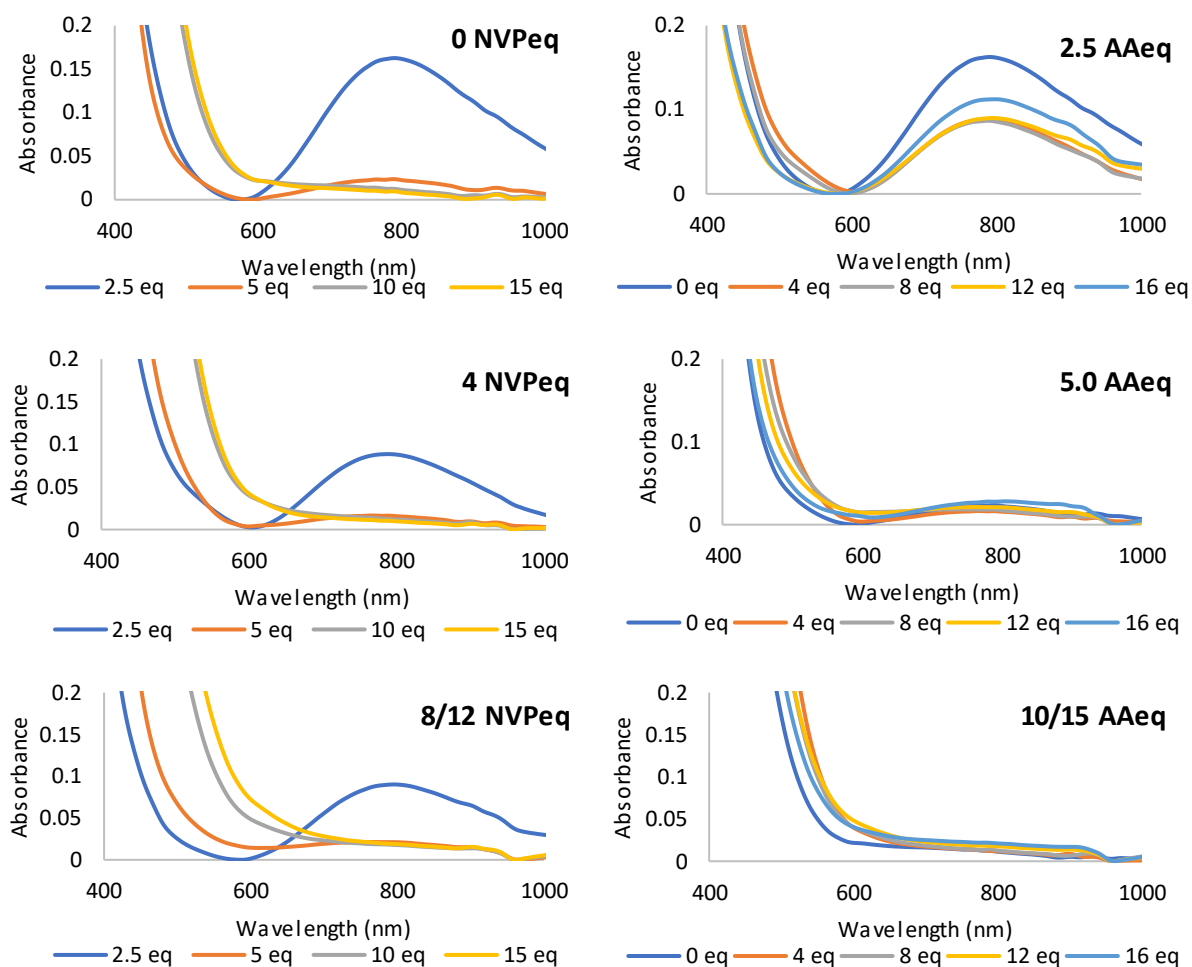 0 NVPeq
Absorbance
0.2
0.15
0.1
0.05
0
400 600 800 1000
Wavelength (nm)
2.5 eq 5 eq 10 eq 15 eq
2.5 AAeq
Absorbance
0.2
0.1
0
400 600 800 1000
Wavelength (nm)
0 eq 4 eq 8 eq 12 eq 16 eq
4 NVPeq
Absorbance
0.2
0.15
0.1
0.05
0
400 600 800 1000
Wavelength (nm)
2.5 eq 5 eq 10 eq 15 eq
5.0 AAeq
Absorbance
0.2
0.1
0
400 600 800 1000
Wavelength (nm)
0 eq 4 eq 8 eq 12 eq 16 eq
8/12 NVPeq
Absorbance
0.2
0.15
0.1
0.05
0
400 600 800 1000
Wavelength (nm)
2.5 eq 5 eq 10 eq 15 eq
10/15 AAeq
Absorbance
0.2
0.15
0.1
0.05
0
400 600 800 1000
Wavelength (nm)
0 eq 4 eq 8 eq 12 eq 16 eq